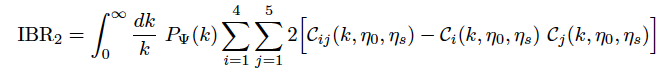 IBR₂ = ∫₀^∞ dk/k P_Ψ(k) ∑_{i=1}^{4} ∑_{j=1}^{5} 2[𝒞_{ij}(k, η₀, η_s) − 𝒞_i(k, η₀, η_s) 𝒞_j(k, η₀, η_s)]